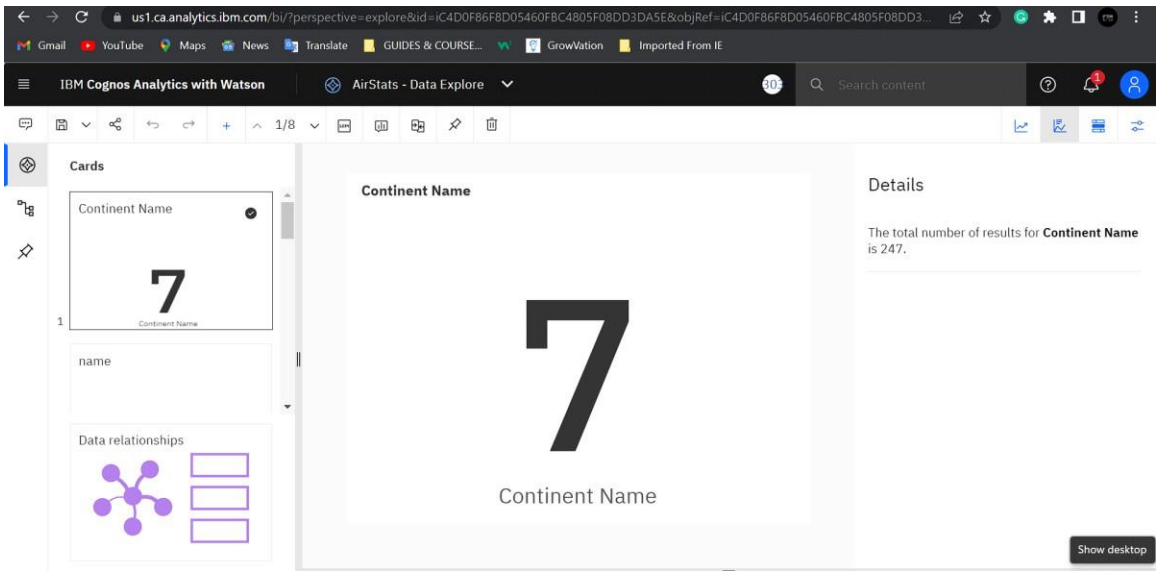 us1.ca.analytics.ibm.com/bi/?perspective=explore&id=iC4D0F86F8D05460FBC4805F08DD3DA5E&objRef=iC4D0F86F8D05460FBC4805F08DD3...
Gmail YouTube Maps News Translate GUIDES & COURSE... GrowVation Imported From IE
IBM Cognos Analytics with Watson AirStats - Data Explore Search content 1
1/8
Cards
Continent Name
7
Continent Name
1
name
Data relationships
Continent Name
7
Continent Name
Details
The total number of results for Continent Name
is 247.
Show desktop